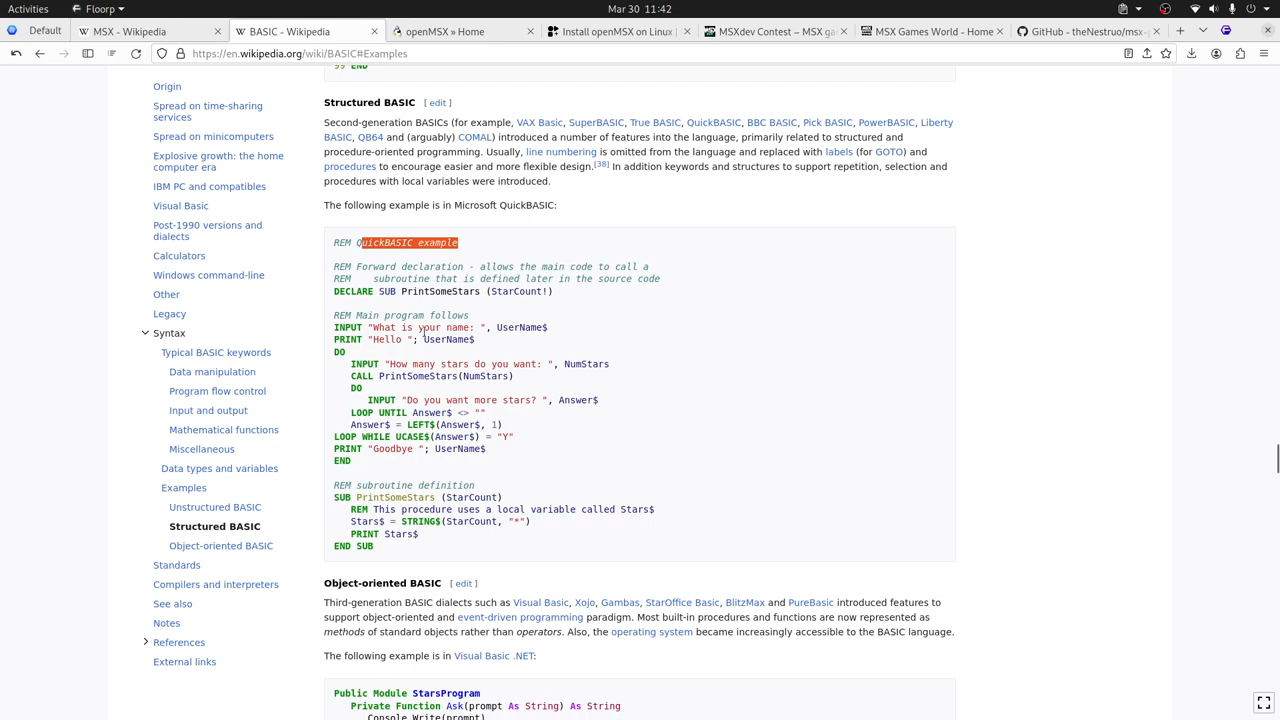 Activities
Floorp
Mar 30 11:42
Default
MSX - Wikipedia
BASIC - Wikipedia
openMSX » Home
Install openMSX on Linux
MSXdev Contest – MSX ga
MSX Games World - Home
GitHub - theNestruo/msx-
https://en.wikipedia.org/wiki/BASIC#Examples
Origin
Spread on time-sharing
services
Spread on minicomputers
Explosive growth: the home
computer era
IBM PC and compatibles
Visual Basic
Post-1990 versions and
dialects
Calculators
Windows command-line
Other
Legacy
Syntax
Typical BASIC keywords
Data manipulation
Program flow control
Input and output
Mathematical functions
Miscellaneous
Data types and variables
Examples
Unstructured BASIC
Structured BASIC
Object-oriented BASIC
Standards
Compilers and interpreters
See also
Notes
References
External links
99 END
Structured BASIC [ edit ]
Second-generation BASICs (for example, VAX Basic, SuperBASIC, True BASIC, QuickBASIC, BBC BASIC, Pick BASIC, PowerBASIC, Liberty
BASIC, QB64 and (arguably) COMAL) introduced a number of features into the language, primarily related to structured and
procedure-oriented programming. Usually, line numbering is omitted from the language and replaced with labels (for GOTO) and
procedures to encourage easier and more flexible design.[38] In addition keywords and structures to support repetition, selection and
procedures with local variables were introduced.
The following example is in Microsoft QuickBASIC:
REM QuickBASIC example
REM Forward declaration - allows the main code to call a
REM    subroutine that is defined later in the source code
DECLARE SUB PrintSomeStars (StarCount!)
REM Main program follows
INPUT "What is your name: ", UserName$
PRINT "Hello "; UserName$
DO
   INPUT "How many stars do you want: ", NumStars
   CALL PrintSomeStars(NumStars)
   DO
      INPUT "Do you want more stars? ", Answer$
   LOOP UNTIL Answer$ <> ""
   Answer$ = LEFT$(Answer$, 1)
LOOP WHILE UCASE$(Answer$) = "Y"
PRINT "Goodbye "; UserName$
END
REM subroutine definition
SUB PrintSomeStars (StarCount)
   REM This procedure uses a local variable called Stars$
   Stars$ = STRING$(StarCount, "*")
   PRINT Stars$
END SUB
Object-oriented BASIC [ edit ]
Third-generation BASIC dialects such as Visual Basic, Xojo, Gambas, StarOffice Basic, BlitzMax and PureBasic introduced features to
support object-oriented and event-driven programming paradigm. Most built-in procedures and functions are now represented as
methods of standard objects rather than operators. Also, the operating system became increasingly accessible to the BASIC language.
The following example is in Visual Basic .NET:
Public Module StarsProgram
   Private Function Ask(prompt As String) As String
      Console.Write(prompt)